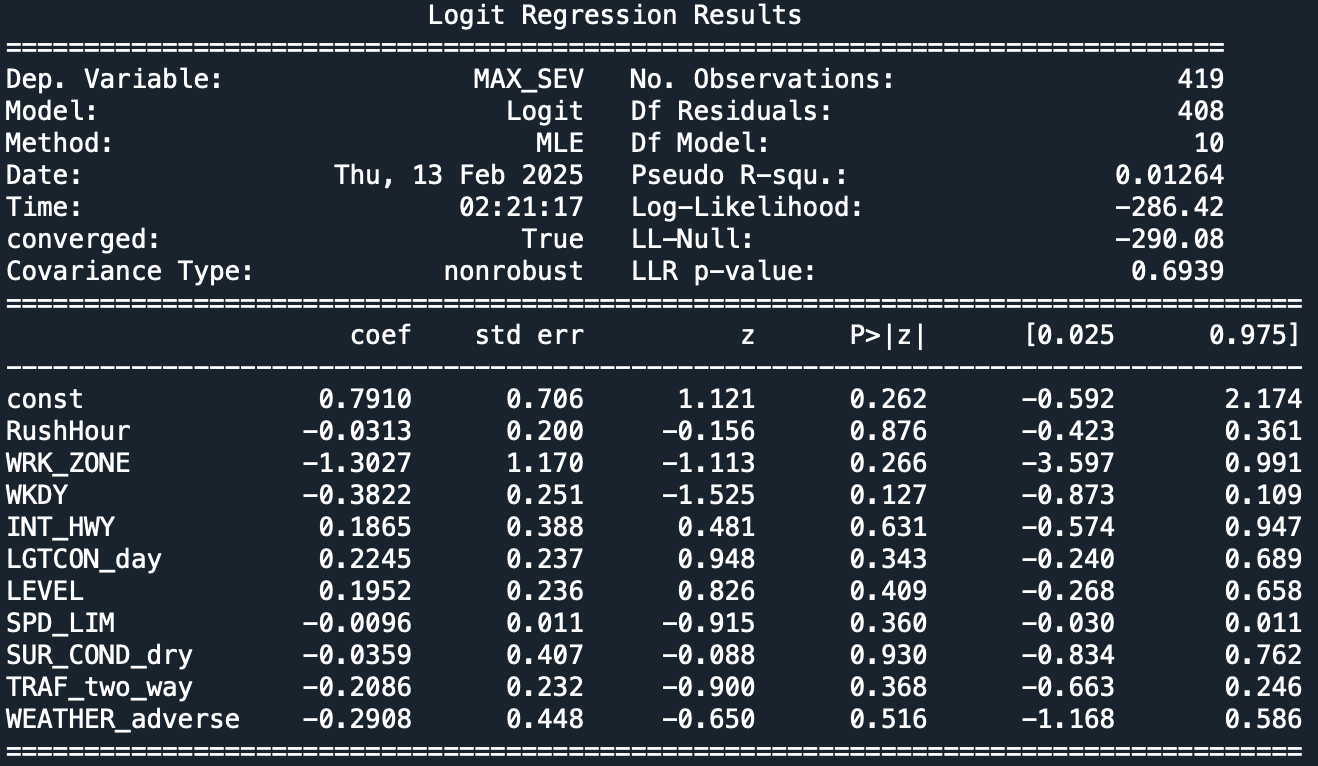 Logit Regression Results
==============================================================================
Dep. Variable: MAX_SEV No. Observations: 419
Model: Logit Df Residuals: 408
Method: MLE Df Model: 10
Date: Thu, 13 Feb 2025 Pseudo R-squ.: 0.01264
Time: 02:21:17 Log-Likelihood: -286.42
converged: True LL-Null: -290.08
Covariance Type: nonrobust LLR p-value: 0.6939
===================================================================================
coef std err z P>|z| [0.025 0.975]
-----------------------------------------------------------------------------------
const 0.7910 0.706 1.121 0.262 -0.592 2.174
RushHour -0.0313 0.200 -0.156 0.876 -0.423 0.361
WRK_ZONE -1.3027 1.170 -1.113 0.266 -3.597 0.991
WKDY -0.3822 0.251 -1.525 0.127 -0.873 0.109
INT_HWY 0.1865 0.388 0.481 0.631 -0.574 0.947
LGTCON_day 0.2245 0.237 0.948 0.343 -0.240 0.689
LEVEL 0.1952 0.236 0.826 0.409 -0.268 0.658
SPD_LIM -0.0096 0.011 -0.915 0.360 -0.030 0.011
SUR_COND_dry -0.0359 0.407 -0.088 0.930 -0.834 0.762
TRAF_two_way -0.2086 0.232 -0.900 0.368 -0.663 0.246
WEATHER_adverse -0.2908 0.448 -0.650 0.516 -1.168 0.586
===================================================================================